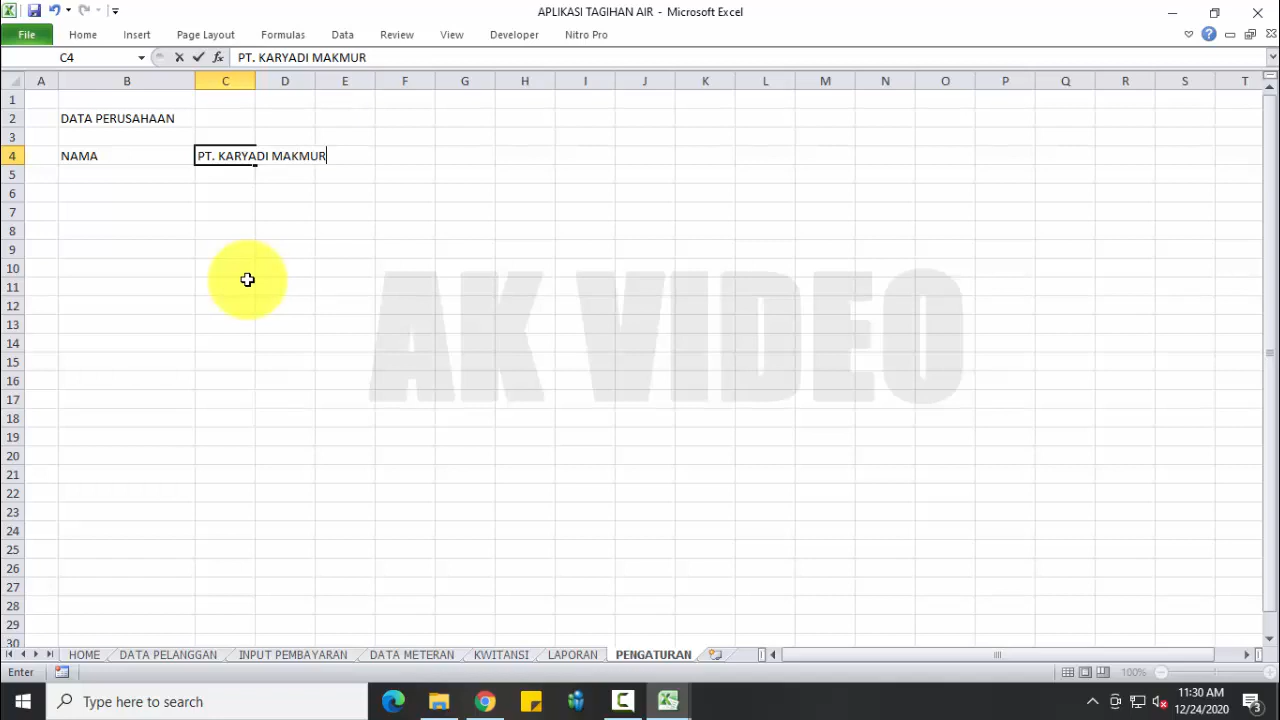 APLIKASI TAGIHAN AIR - Microsoft Excel
File Home Insert Page Layout Formulas Data Review View Developer Nitro Pro
C4 fx PT. KARYADI MAKMUR
A B C D E F G H I J K L M N O P Q R S T
1
2 DATA PERUSAHAAN
3
4 NAMA PT. KARYADI MAKMUR
5
6
7
8
9
10
11
12
13
14
15
16
17
18
19
20
21
22
23
24
25
26
27
28
29
30
AK VIDEO
HOME DATA PELANGGAN INPUT PEMBAYARAN DATA METERAN KWITANSI LAPORAN PENGATURAN
Enter 100%
Type here to search
11:30 AM
12/24/2020
3